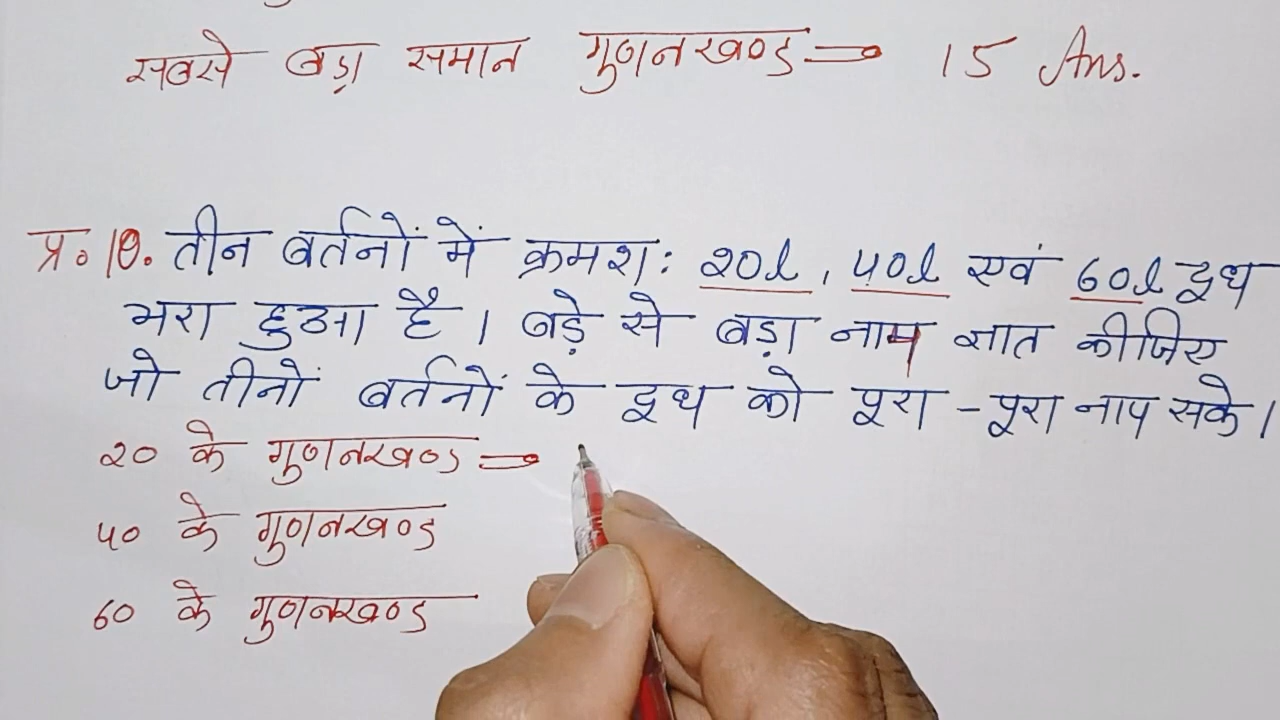 सबसे बड़ा समान गुणनखण्ड ⇒ 15 Ans.
प्र. 10. तीन बर्तनों में क्रमश: 20l, 40l एवं 60l दूध
भरा हुआ है। बड़े से बड़ा नाप ज्ञात कीजिए
जो तीनों बर्तनों के दूध को पूरा-पूरा नाप सके।
20 के गुणनखण्ड ⇒
40 के गुणनखण्ड
60 के गुणनखण्ड